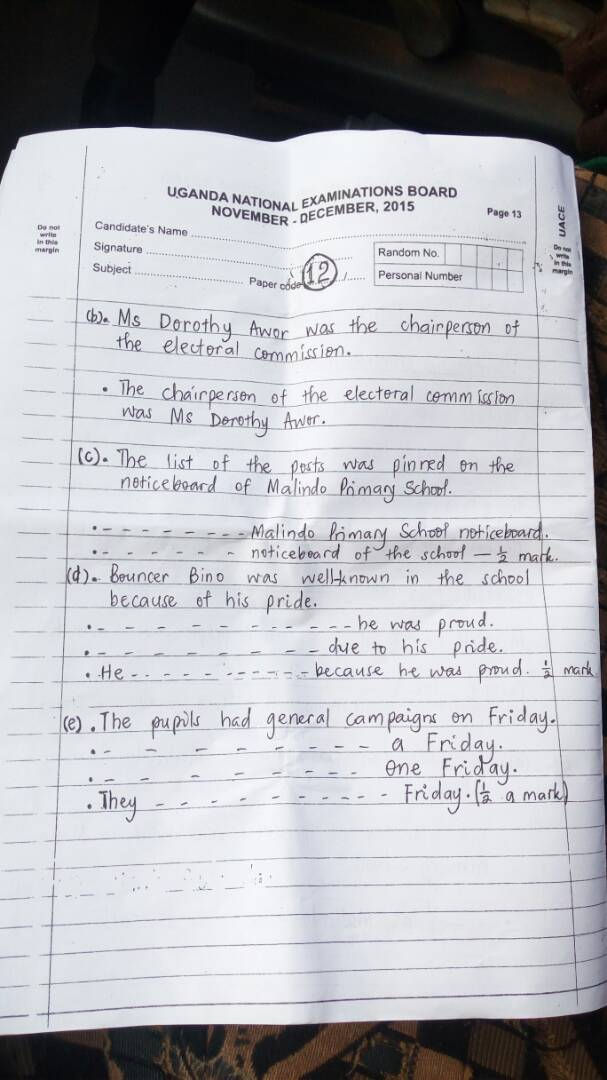 UGANDA NATIONAL EXAMINATIONS BOARD
NOVEMBER - DECEMBER, 2015
Page 13
UACE
Do not
write
in this
margin
Candidate's Name
Signature
Subject
Paper code
12
Random No.
Personal Number
Do not
write
in this
margin
(b). Ms Dorothy Awor was the chairperson of
the electoral commission.
• The chairperson of the electoral commission
was Ms Dorothy Awor.
(c). The list of the posts was pinned on the
noticeboard of Malindo Primary School.
• - - - - - - - - Malindo Primary School noticeboard.
• - - - - - - noticeboard of the school — ½ mark.
(d). Bouncer Bino was well-known in the school
because of his pride.
• - - - - - - - - - - - - he was proud.
• - - - - - - - - - due to his pride.
• He - - - - - - - - - - - - because he was proud. ½ mark
(e). The pupils had general campaigns on Friday.
• - - - - - - - - - a Friday.
• - - - - - - - - - One Friday.
• They - - - - - - - - - - Friday. (½ a mark)